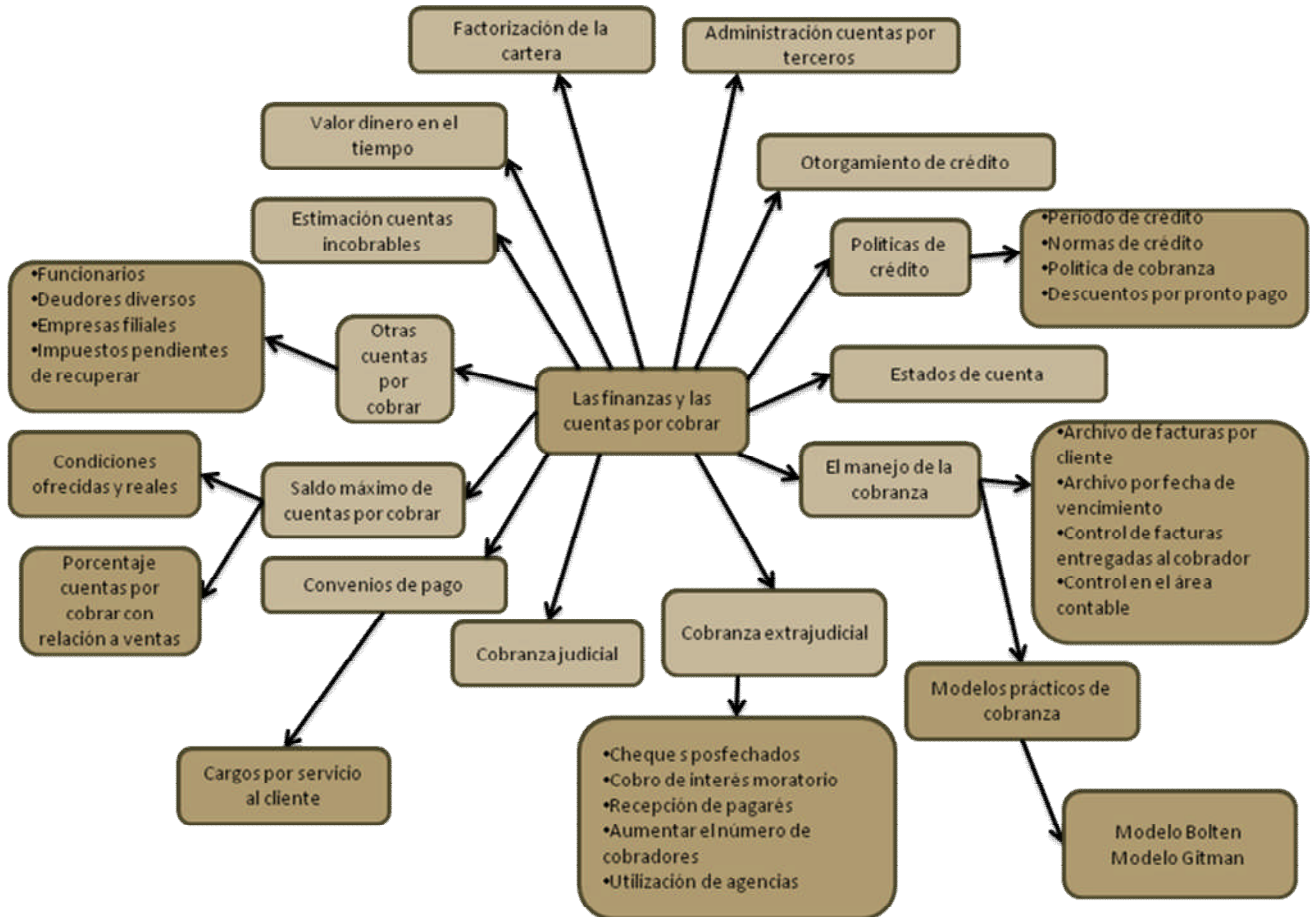 Factorización de la
cartera
Administración cuentas por
terceros
Valor dinero en el
tiempo
Otorgamiento de crédito
Estimación cuentas
incobrables
Políticas de
crédito
•Periodo de crédito
•Normas de crédito
•Política de cobranza
•Descuentos por pronto pago
•Funcionarios
•Deudores diversos
•Empresas filiales
•Impuestos pendientes
de recuperar
Otras
cuentas
por
cobrar
Las finanzas y las
cuentas por cobrar
Estados de cuenta
Condiciones
ofrecidas y reales
Saldo máximo de
cuentas por cobrar
El manejo de la
cobranza
•Archivo de facturas por
cliente
•Archivo por fecha de
vencimiento
•Control de facturas
entregadas al cobrador
•Control en el área
contable
Porcentaje
cuentas por
cobrar con
relación a ventas
Convenios de pago
Cobranza judicial
Cobranza extrajudicial
Modelos prácticos de
cobranza
Cargos por servicio
al cliente
•Cheque s posfechados
•Cobro de interés moratorio
•Recepción de pagarés
•Aumentar el número de
cobradores
•Utilización de agencias
Modelo Bolten
Modelo Gitman